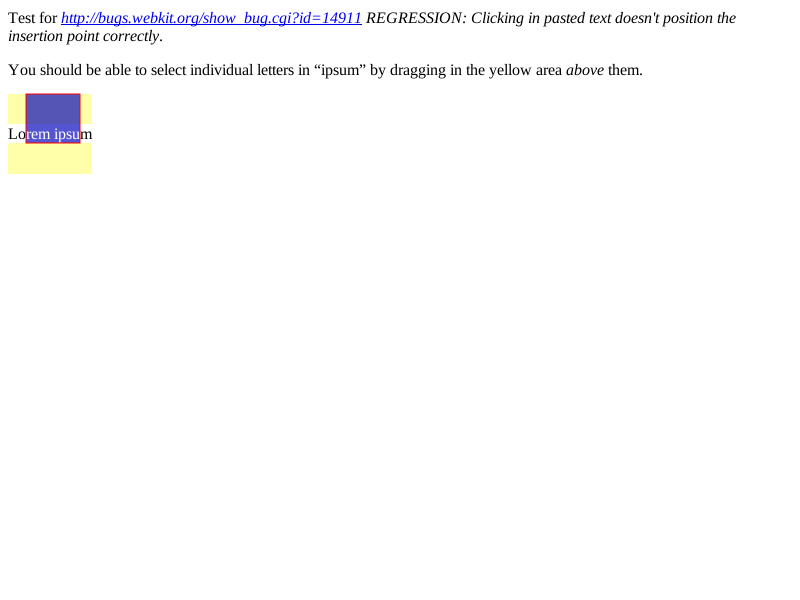 Test for http://bugs.webkit.org/show_bug.cgi?id=14911 REGRESSION: Clicking in pasted text doesn't position the
insertion point correctly.
You should be able to select individual letters in “ipsum” by dragging in the yellow area above them.
Lorem ipsum